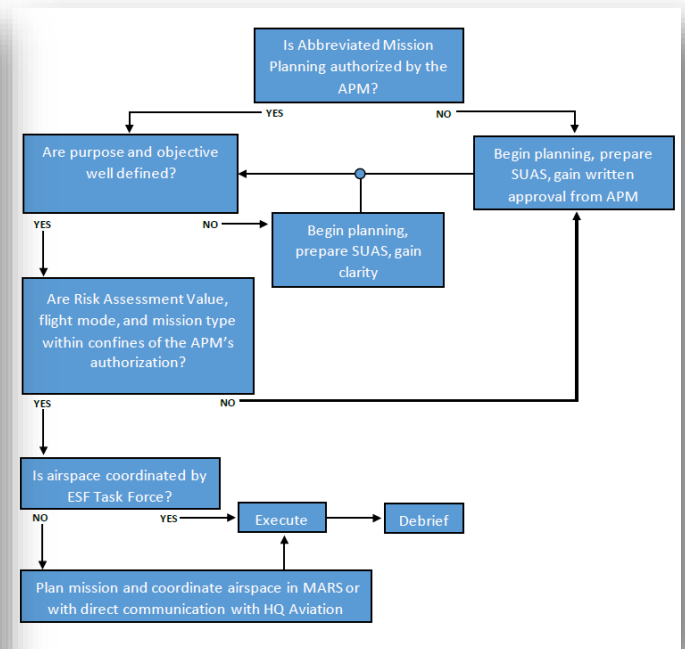 Is Abbreviated Mission
Planning authorized by the
APM?
YES
NO
Are purpose and objective
well defined?
Begin planning, prepare
SUAS, gain written
approval from APM
YES
NO
Begin planning,
prepare SUAS, gain
clarity
Are Risk Assessment Value,
flight mode, and mission type
within confines of the APM's
authorization?
YES
NO
Is airspace coordinated by
ESF Task Force?
NO
YES
Execute
Debrief
Plan mission and coordinate airspace in MARS or
with direct communication with HQ Aviation